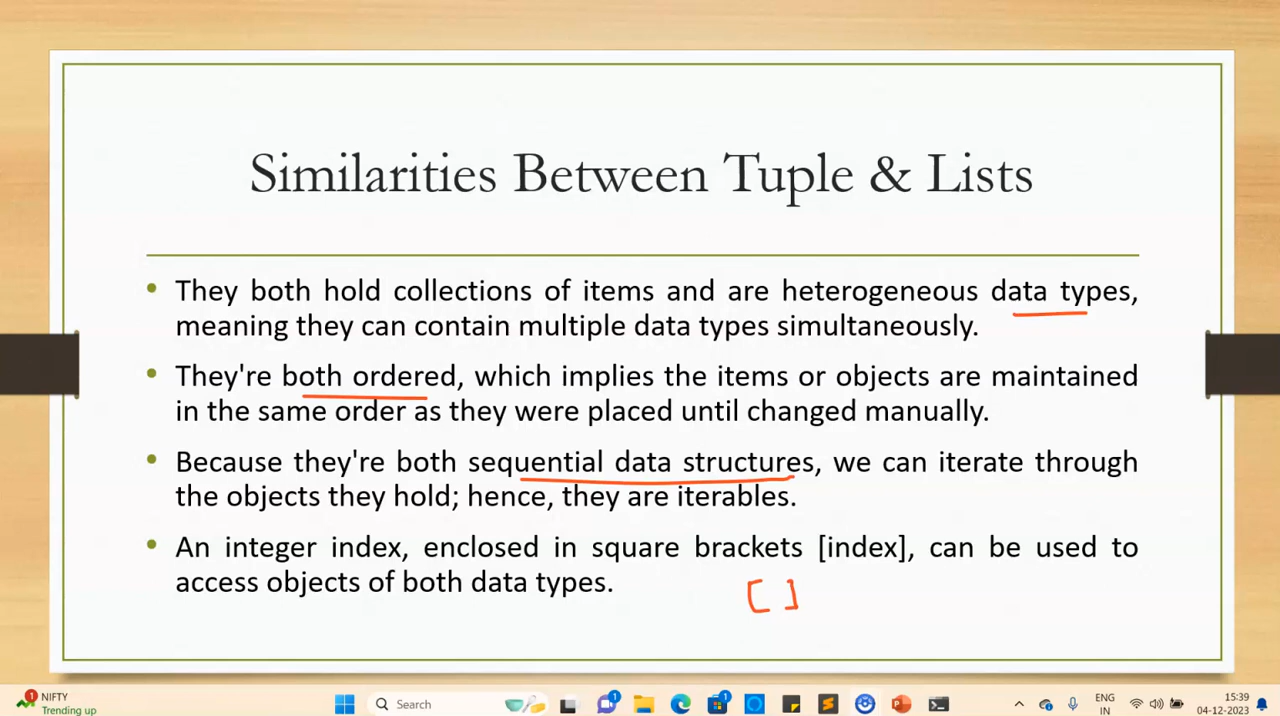 Similarities Between Tuple & Lists
• They both hold collections of items and are heterogeneous data types,
meaning they can contain multiple data types simultaneously.
• They're both ordered, which implies the items or objects are maintained
in the same order as they were placed until changed manually.
• Because they're both sequential data structures, we can iterate through
the objects they hold; hence, they are iterables.
• An integer index, enclosed in square brackets [index], can be used to
access objects of both data types.
[ ]
1
NIFTY
Trending up
Search
1
1
ENG
IN
15:39
04-12-2023